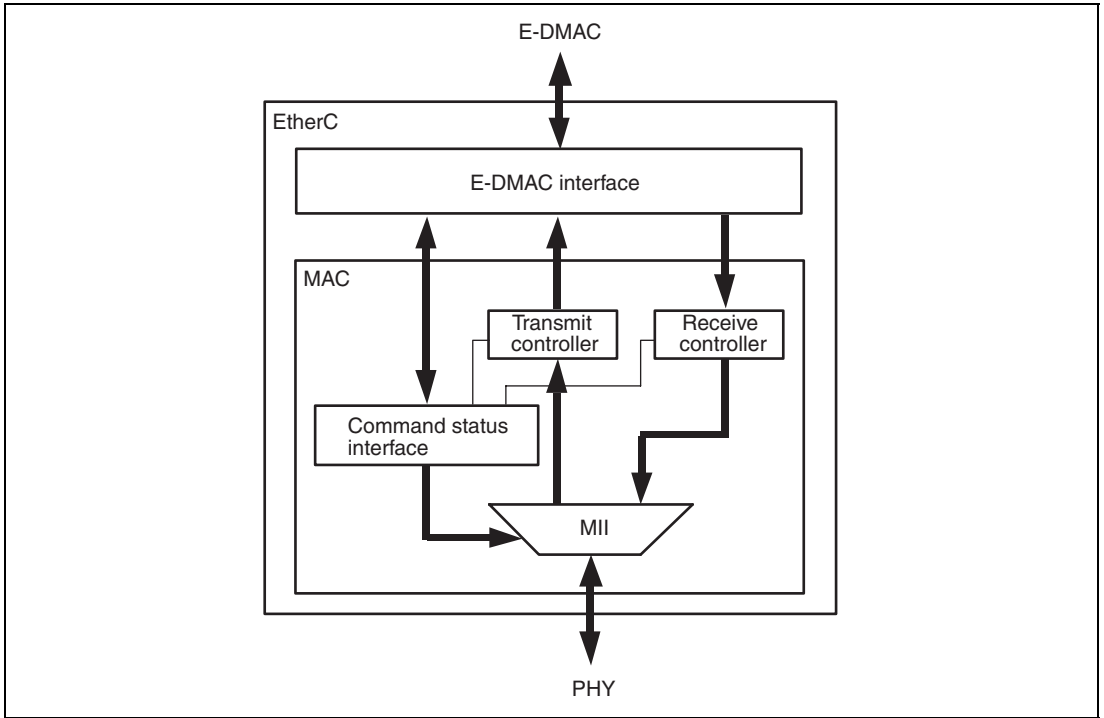 E-DMAC
EtherC
E-DMAC interface
MAC
Transmit
controller
Receive
controller
Command status
interface
MII
PHY